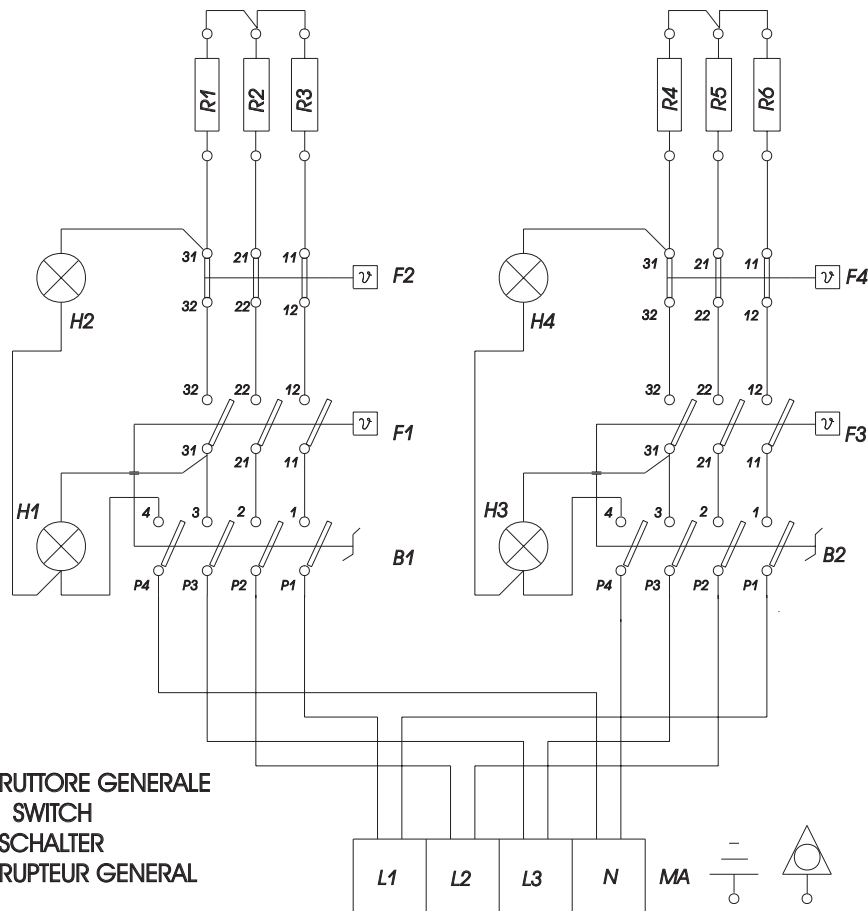 R1 R2 R3 R4 R5 R6
31 21 11 ϑ F2 31 21 11 ϑ F4
H2 32 22 12 H4 32 22 12
32 22 12 32 22 12
ϑ F1 ϑ F3
31 21 11 31 21 11
H1 4 3 2 1 H3 4 3 2 1
B1 B2
P4 P3 P2 P1 P4 P3 P2 P1
RUTTORE GENERALE
SWITCH
SCHALTER
RUPTEUR GENERAL
L1 L2 L3 N MA